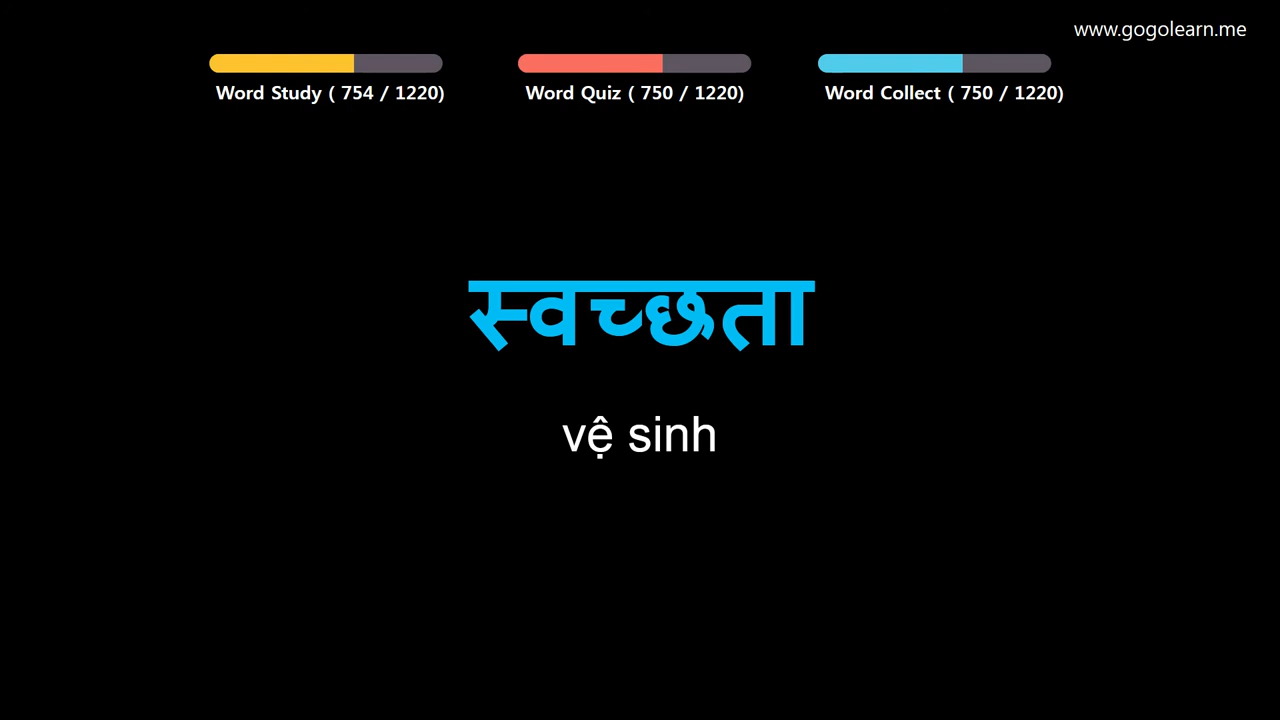 www.gogolearn.me
Word Study ( 754 / 1220)
Word Quiz ( 750 / 1220)
Word Collect ( 750 / 1220)
स्वच्छता
vệ sinh